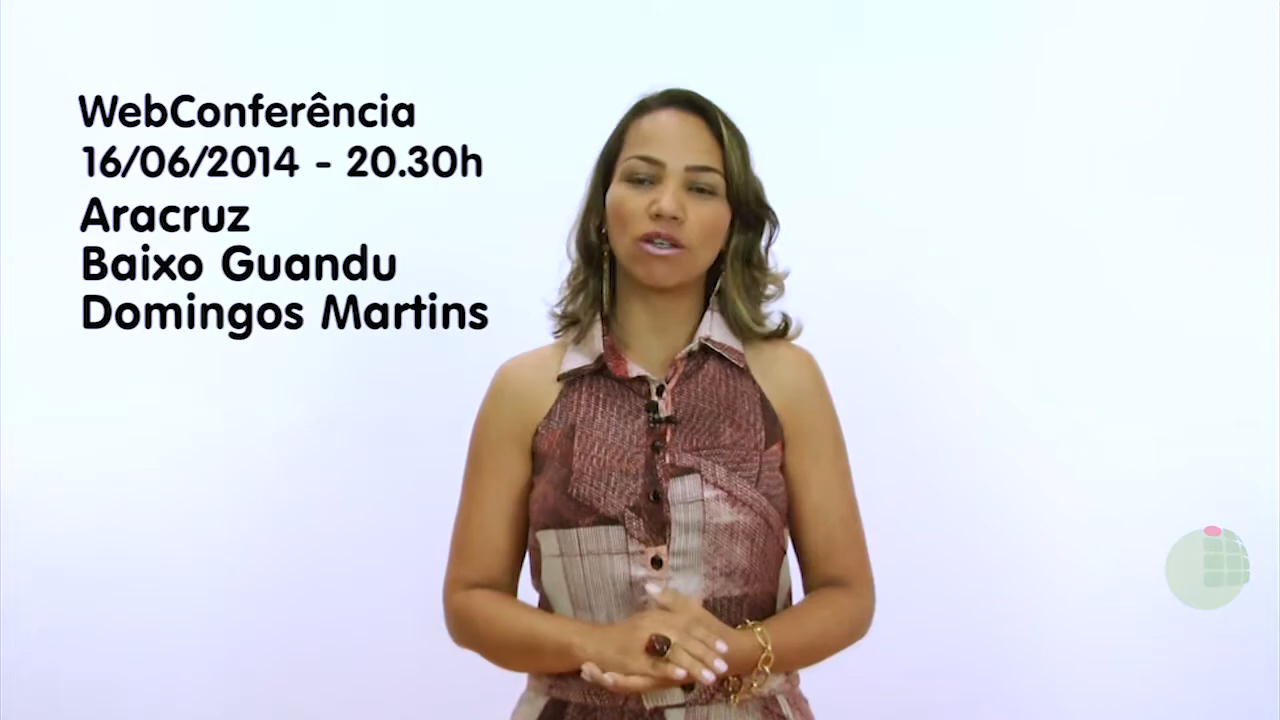 WebConferência
16/06/2014 - 20.30h
Aracruz
Baixo Guandu
Domingos Martins